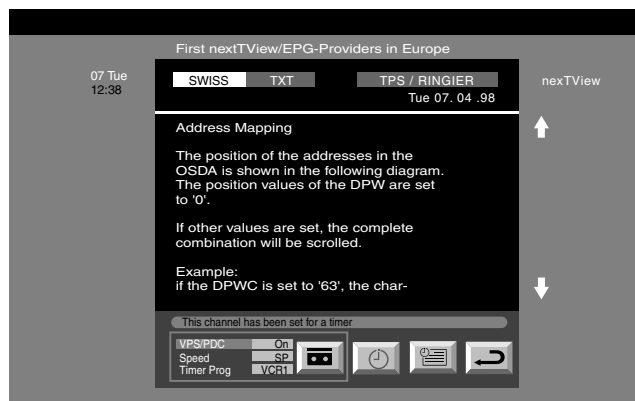 First nextTView/EPG-Providers in Europe
07 Tue
12:38
SWISS TXT TPS / RINGIER
nexTView
Tue 07. 04 .98
Address Mapping
The position of the addresses in the
OSDA is shown in the following diagram.
The position values of the DPW are set
to '0'.
If other values are set, the complete
combination will be scrolled.
Example:
if the DPWC is set to '63', the char-
This channel has been set for a timer
VPS/PDC On
Speed SP
Timer Prog VCR1